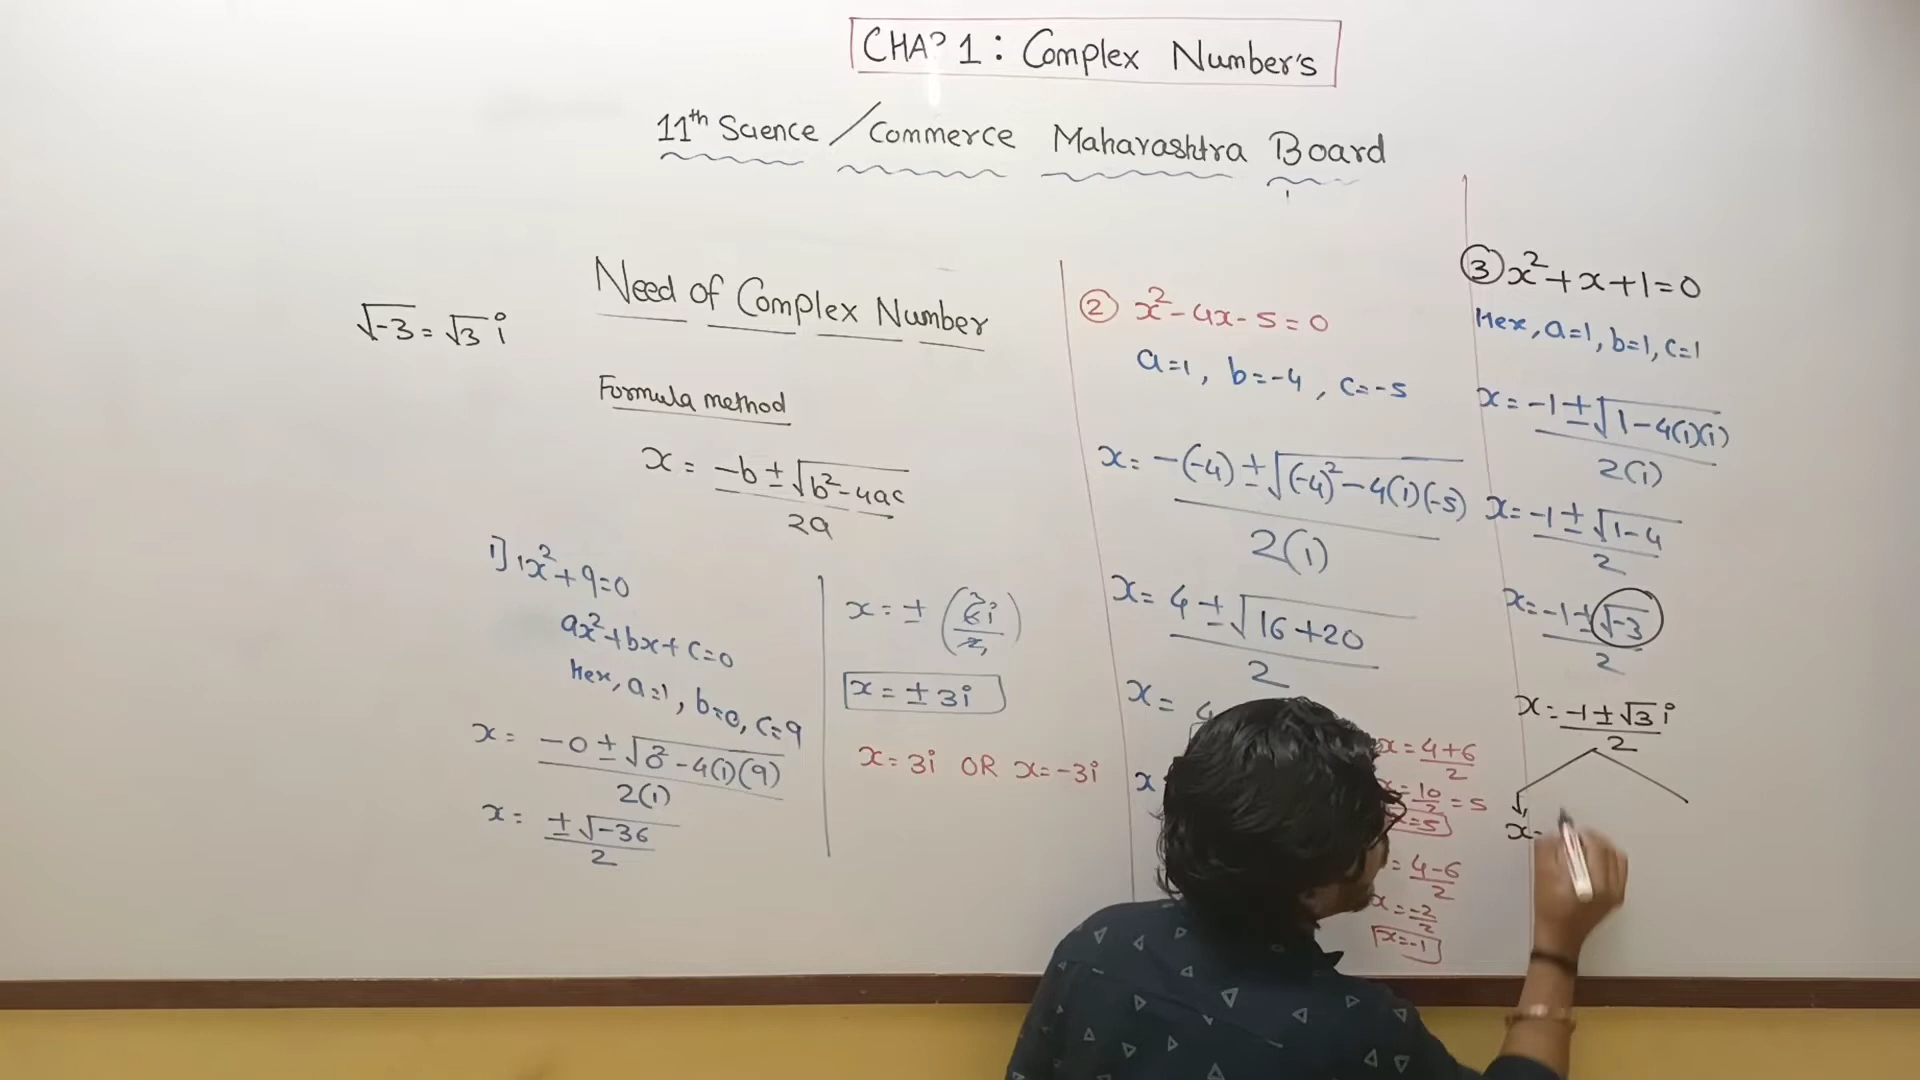 CHAP 1 : Complex Number's
11th Science / Commerce Maharashtra Board
√-3 = √3 i
Need of Complex Number
Formula method
x = (-b ± √(b² - 4ac)) / 2a
1] 1x² + 9 = 0
ax² + bx + c = 0
Her, a=1, b=0, c=9
x = (-0 ± √(0 - 4(1)(9))) / 2(1)
x = ± √-36 / 2
x = ± (6i / 2)
x = ± 3i
x = 3i OR x = -3i
② x² - 4x - 5 = 0
a=1, b=-4, c=-5
x = (-(-4) ± √((-4)² - 4(1)(-5))) / 2(1)
x = (4 ± √(16+20)) / 2
x = 4
x
x = (4+6) / 2
x = 10/2 = 5
x = 5
= (4-6) / 2
x = -2/2
x = -1
③ x² + x + 1 = 0
Her, a=1, b=1, c=1
x = (-1 ± √(1 - 4(1)(1))) / 2(1)
x = (-1 ± √(1-4)) / 2
x = (-1 ± √-3) / 2
x = (-1 ± √3 i) / 2
x =